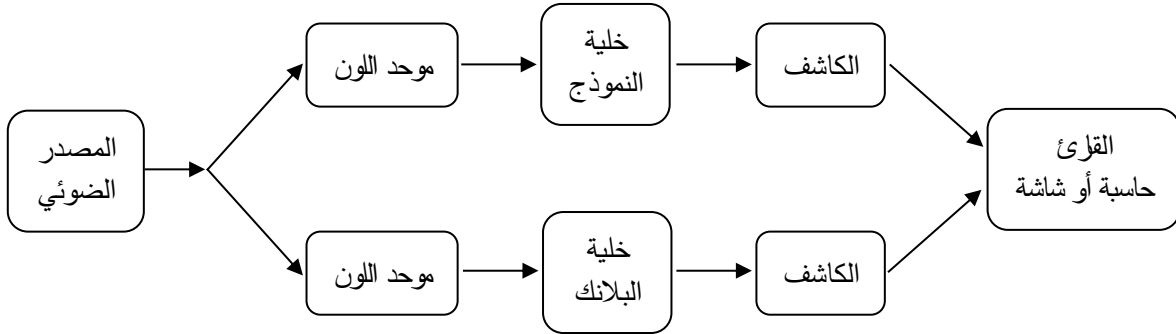 المصدر
الضوئي
موحد اللون
خلية
النموذج
الكاشف
موحد اللون
خلية
البلانك
الكاشف
القارئ
حاسبة أو شاشة